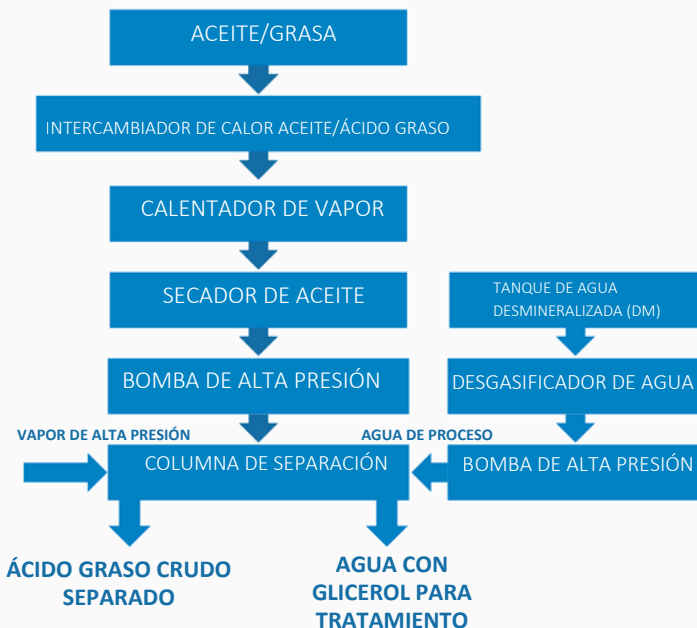 ACEITE/GRASA
INTERCAMBIADOR DE CALOR ACEITE/ÁCIDO GRASO
CALENTADOR DE VAPOR
SECADOR DE ACEITE
TANQUE DE AGUA
DESMINERALIZADA (DM)
BOMBA DE ALTA PRESIÓN
DESGASIFICADOR DE AGUA
VAPOR DE ALTA PRESIÓN
AGUA DE PROCESO
COLUMNA DE SEPARACIÓN
BOMBA DE ALTA PRESIÓN
ÁCIDO GRASO CRUDO
SEPARADO
AGUA CON
GLICEROL PARA
TRATAMIENTO